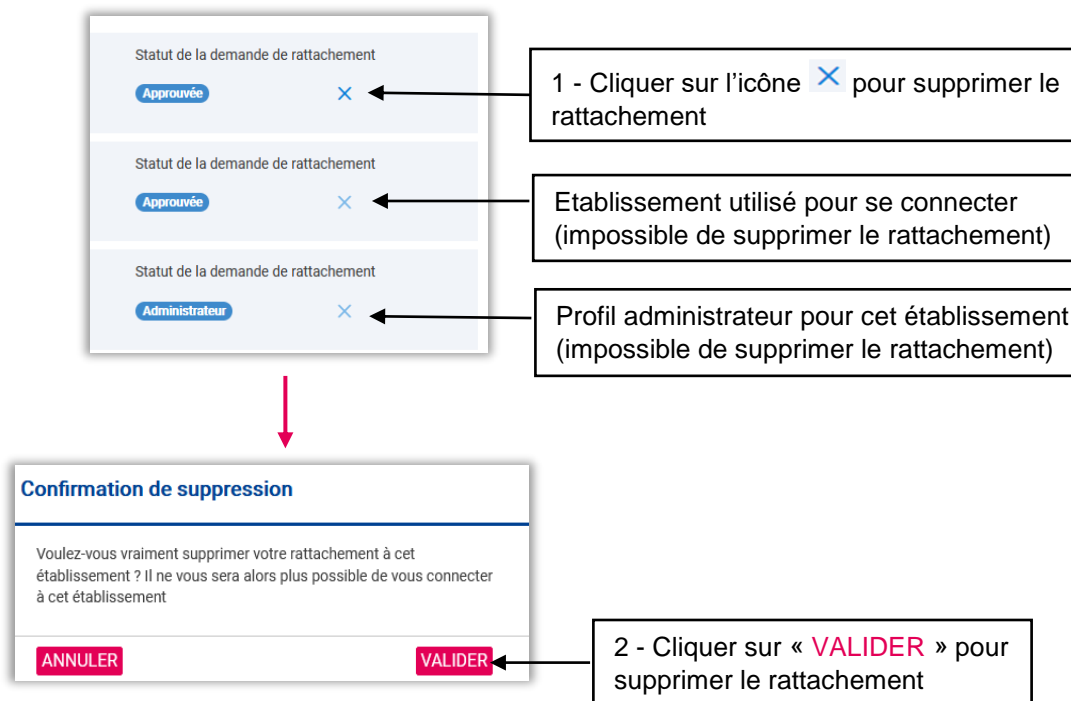 Statut de la demande de rattachement
Approuvée
1 - Cliquer sur l'icône pour supprimer le
rattachement
Statut de la demande de rattachement
Approuvée
Etablissement utilisé pour se connecter
(impossible de supprimer le rattachement)
Statut de la demande de rattachement
Administrateur
Profil administrateur pour cet établissement
(impossible de supprimer le rattachement)
Confirmation de suppression
Voulez-vous vraiment supprimer votre rattachement à cet
établissement ? Il ne vous sera alors plus possible de vous connecter
à cet établissement
ANNULER
VALIDER
2 - Cliquer sur « VALIDER » pour
supprimer le rattachement